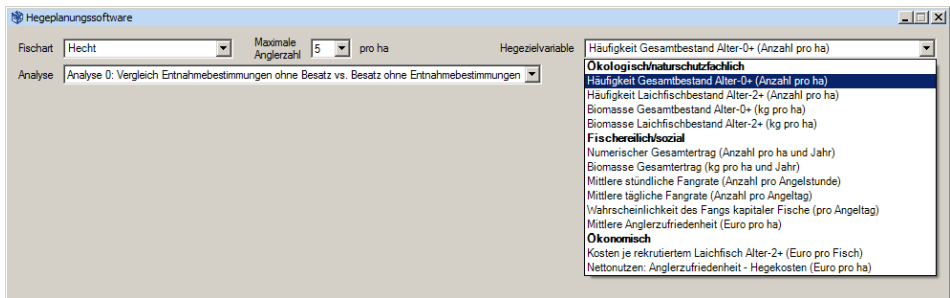 Hegeplanungssoftware
Fischart Hecht Maximale Anglerzahl 5 pro ha Hegezielvariable Häufigkeit Gesamtbestand Alter-0+ (Anzahl pro ha)
Analyse Analyse 0: Vergleich Entnahmebestimmungen ohne Besatz vs. Besatz ohne Entnahmebestimmungen
Ökologisch/naturschutzfachlich
Häufigkeit Gesamtbestand Alter-0+ (Anzahl pro ha)
Häufigkeit Laichfischbestand Alter-2+ (Anzahl pro ha)
Biomasse Gesamtbestand Alter-0+ (kg pro ha)
Biomasse Laichfischbestand Alter-2+ (kg pro ha)
Fischereilich/sozial
Numerischer Gesamtertrag (Anzahl pro ha und Jahr)
Biomasse Gesamtertrag (kg pro ha und Jahr)
Mittlere stündliche Fangrate (Anzahl pro Angelstunde)
Mittlere tägliche Fangrate (Anzahl pro Angeltag)
Wahrscheinlichkeit des Fangs kapitaler Fische (pro Angeltag)
Mittlere Anglerzufriedenheit (Euro pro ha)
Ökonomisch
Kosten je rekrutiertem Laichfisch Alter-2+ (Euro pro Fisch)
Nettonutzen: Anglerzufriedenheit - Hegekosten (Euro pro ha)